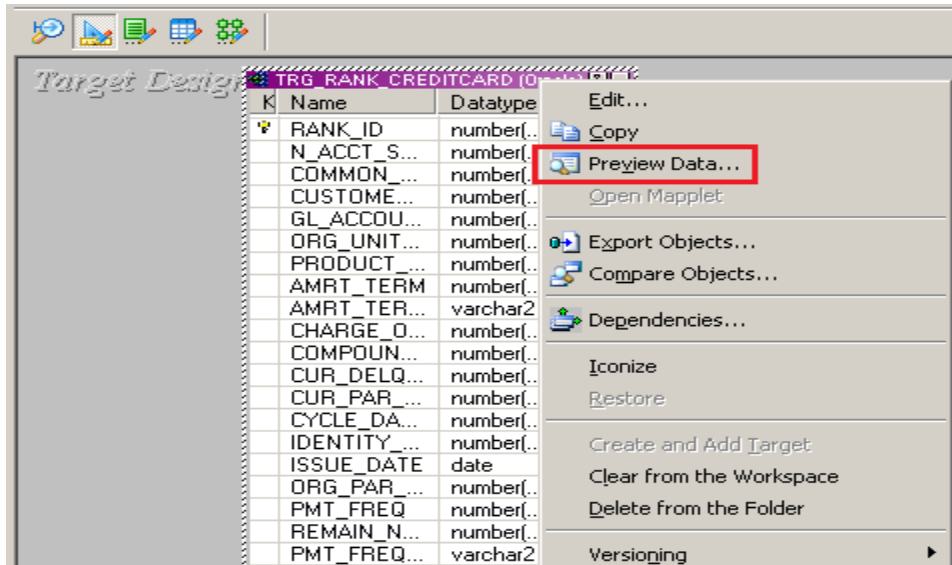 Target Design
TRG_RANK_CREDITCARD (Oracle)
K Name Datatype
RANK_ID number(..
N_ACCT_S... number(..
COMMON_... number(..
CUSTOME... number(..
GL_ACCOU... number(..
ORG_UNIT... number(..
PRODUCT_... number(..
AMRT_TERM number(..
AMRT_TER... varchar2
CHARGE_O... number(..
COMPOUN... number(..
CUR_DELQ... number(..
CUR_PAR_... number(..
CYCLE_DA... number(..
IDENTITY_... number(..
ISSUE_DATE date
ORG_PAR_... number(..
PMT_FREQ number(..
REMAIN_N... number(..
PMT_FREQ... varchar2
Edit...
Copy
Preview Data...
Open Mapplet
Export Objects...
Compare Objects...
Dependencies...
Iconize
Restore
Create and Add Target
Clear from the Workspace
Delete from the Folder
Versioning